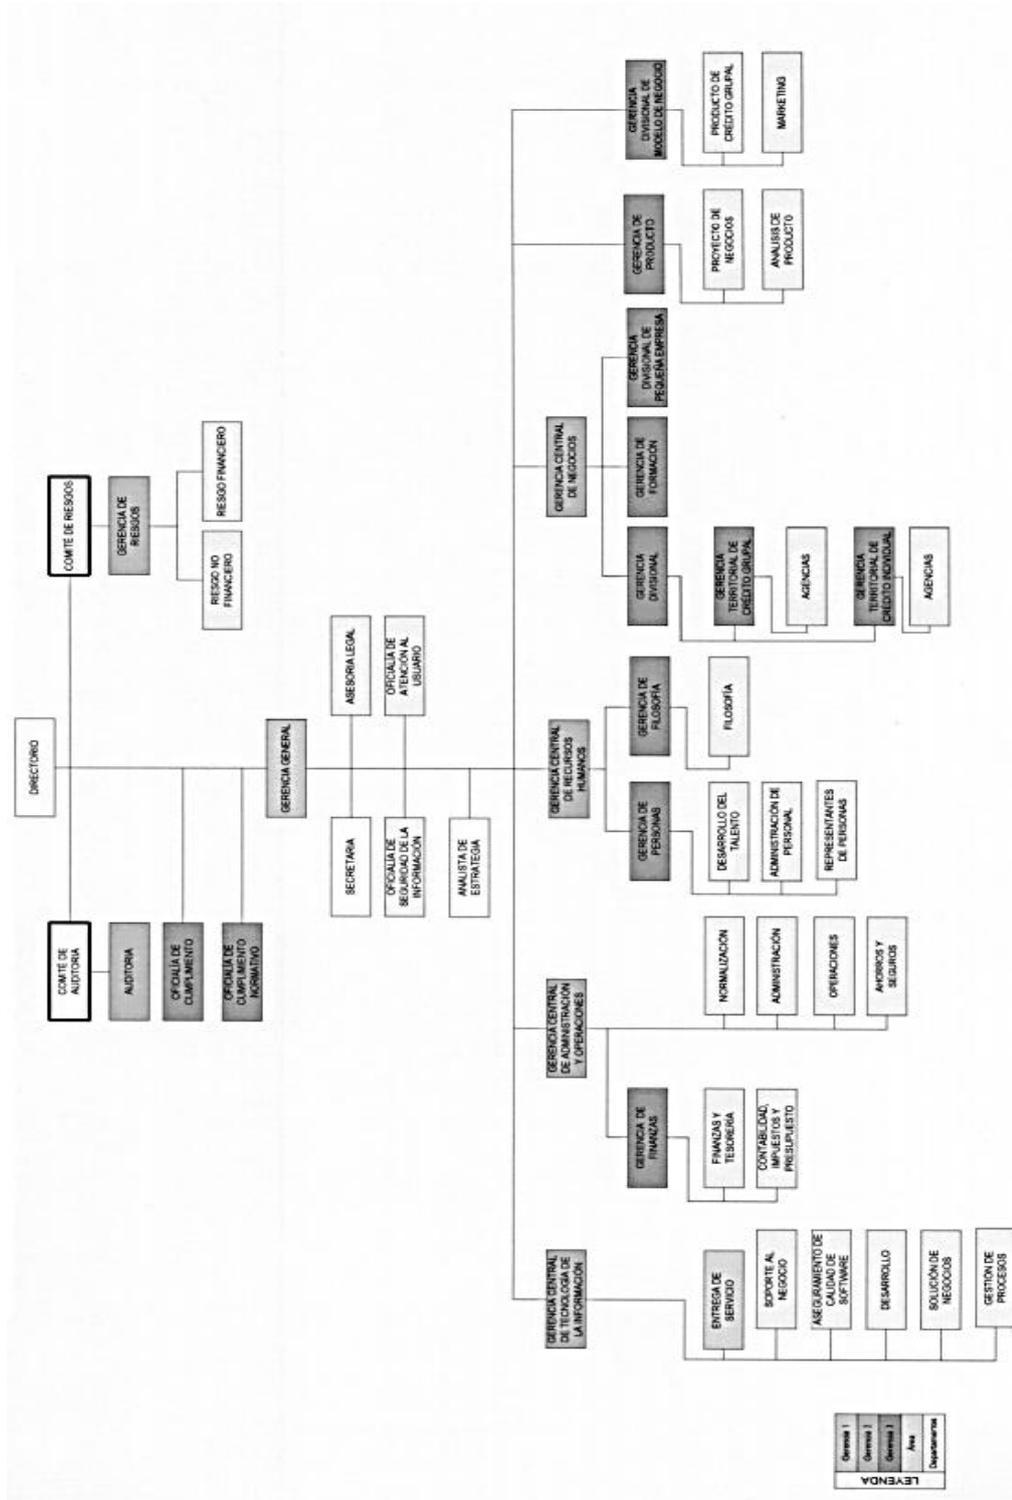 DIRECTORIO
COMITÉ DE
AUDITORIA
COMITÉ DE RIESGOS
AUDITORIA
GERENCIA DE
RIESGOS
OFICIALÍA DE
CUMPLIMIENTO
RIESGO NO
FINANCIERO
RIESGO FINANCIERO
OFICIALÍA DE
CUMPLIMIENTO
NORMATIVO
GERENCIA GENERAL
SECRETARIA
ASESORIA LEGAL
OFICIALÍA DE
SEGURIDAD DE LA
INFORMACIÓN
OFICIALÍA DE
ATENCIÓN AL
USUARIO
ANALISTA DE
ESTRATEGIA
GERENCIA CENTRAL
DE TECNOLOGIA DE
LA INFORMACIÓN
GERENCIA CENTRAL
DE ADMINISTRACIÓN
Y OPERACIONES
GERENCIA CENTRAL
DE RECURSOS
HUMANOS
GERENCIA CENTRAL
DE NEGOCIOS
GERENCIA DE
FINANZAS
GERENCIA DE
PERSONAS
GERENCIA DE
FILOSOFÍA
GERENCIA
DIVISIONAL
GERENCIA DE
FORMACIÓN
GERENCIA
DIVISIONAL DE
PEQUEÑA EMPRESA
GERENCIA DE
PRODUCTO
GERENCIA
DIVISIONAL DE
MODELO DE NEGOCIO
ENTREGA DE
SERVICIO
SOPORTE AL
NEGOCIO
ASEGURAMIENTO DE
CALIDAD DE
SOFTWARE
DESARROLLO
SOLUCIÓN DE
NEGOCIOS
GESTIÓN DE
PROCESOS
FINANZAS Y
TESORERÍA
CONTABILIDAD,
IMPUESTOS Y
PRESUPUESTO
NORMALIZACIÓN
ADMINISTRACIÓN
OPERACIONES
AHORROS Y
SEGUROS
DESARROLLO DEL
TALENTO
ADMINISTRACIÓN DE
PERSONAL
REPRESENTANTES
DE PERSONAS
FILOSOFÍA
GERENCIA
TERRITORIAL DE
CRÉDITO GRUPAL
AGENCIAS
GERENCIA
TERRITORIAL DE
CRÉDITO INDIVIDUAL
AGENCIAS
PROYECTO DE
NEGOCIOS
ANALISIS DE
PRODUCTO
PRODUCTO DE
CRÉDITO GRUPAL
MARKETING
LEYENDA
Gerencia 1
Gerencia 2
Gerencia 3
Área
Departamentos